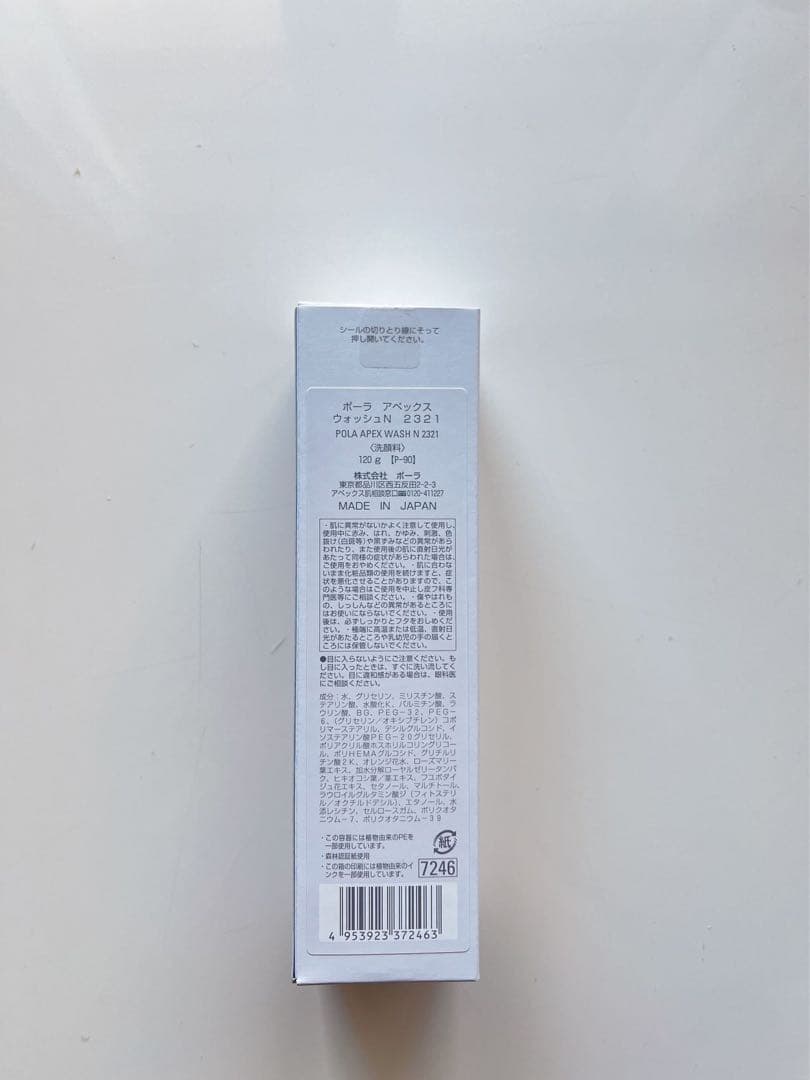 シールの切りとり線にそって
押し開いてください。
ポーラ アペックス
ウォッシュN 2321
POLA APEX WASH N 2321
〈洗顔料〉
120g 【P-90】
株式会社 ポーラ
東京都品川区西五反田2-2-3
アペックス肌相談窓口 0120-411227
MADE IN JAPAN
・肌に異常がないかよく注意して使用し、
使用中に赤み、はれ、かゆみ、刺激、色
抜け(白斑等)や黒ずみなどの異常があら
われたり、また使用後の肌に直射日光が
あたって同様の症状があらわれた場合は、
ご使用をおやめください。・肌に合わな
いまま化粧品類の使用を続けますと、症
状を悪化させることがありますので、こ
のような場合はご使用を中止し皮フ科専
門医等にご相談ください。・傷やはれも
の、しっしんなどの異常があるところに
はお使いにならないでください。・使用
後は、必ずしっかりとフタをおしめくだ
さい。・極端に高温または低温、直射日
光があたるところや乳幼児の手の届くと
ころには保管しないでください。
●目に入らないようにご注意ください。も
し目に入ったときは、すぐに洗い流してく
ださい。目に違和感がある場合は、眼科医
にご相談ください。
成分:水、グリセリン、ミリスチン酸、ス
テアリン酸、水酸化K、パルミチン酸、ラ
ウリン酸、BG、PEG-32、PEG-
6、(グリセリン/オキシブチレン)コポ
リマーステアリル、デシルグルコシド、イ
ソステアリン酸PEG-20グリセリル、
ポリアクリル酸ホスホリルコリングリコー
ル、ポリHEMAグルコシド、グリチルリ
チン酸2K、オレンジ花水、ローズマリー
葉エキス、加水分解ローヤルゼリータンパ
ク、ヒキオコシ葉/茎エキス、フユボダイ
ジュ花エキス、セタノール、マルチトール、
ラウロイルグルタミン酸ジ(フィトステリ
ル/オクチルドデシル)、エタノール、水
添レシチン、セルロースガム、ポリクオタ
ニウム-7、ポリクオタニウム-39
・この容器には植物由来のPEを
一部使用しています。
・森林認証紙使用
・この箱の印刷には植物由来のイ
ンクを一部使用しています。
紙
7246
4 953923 372463